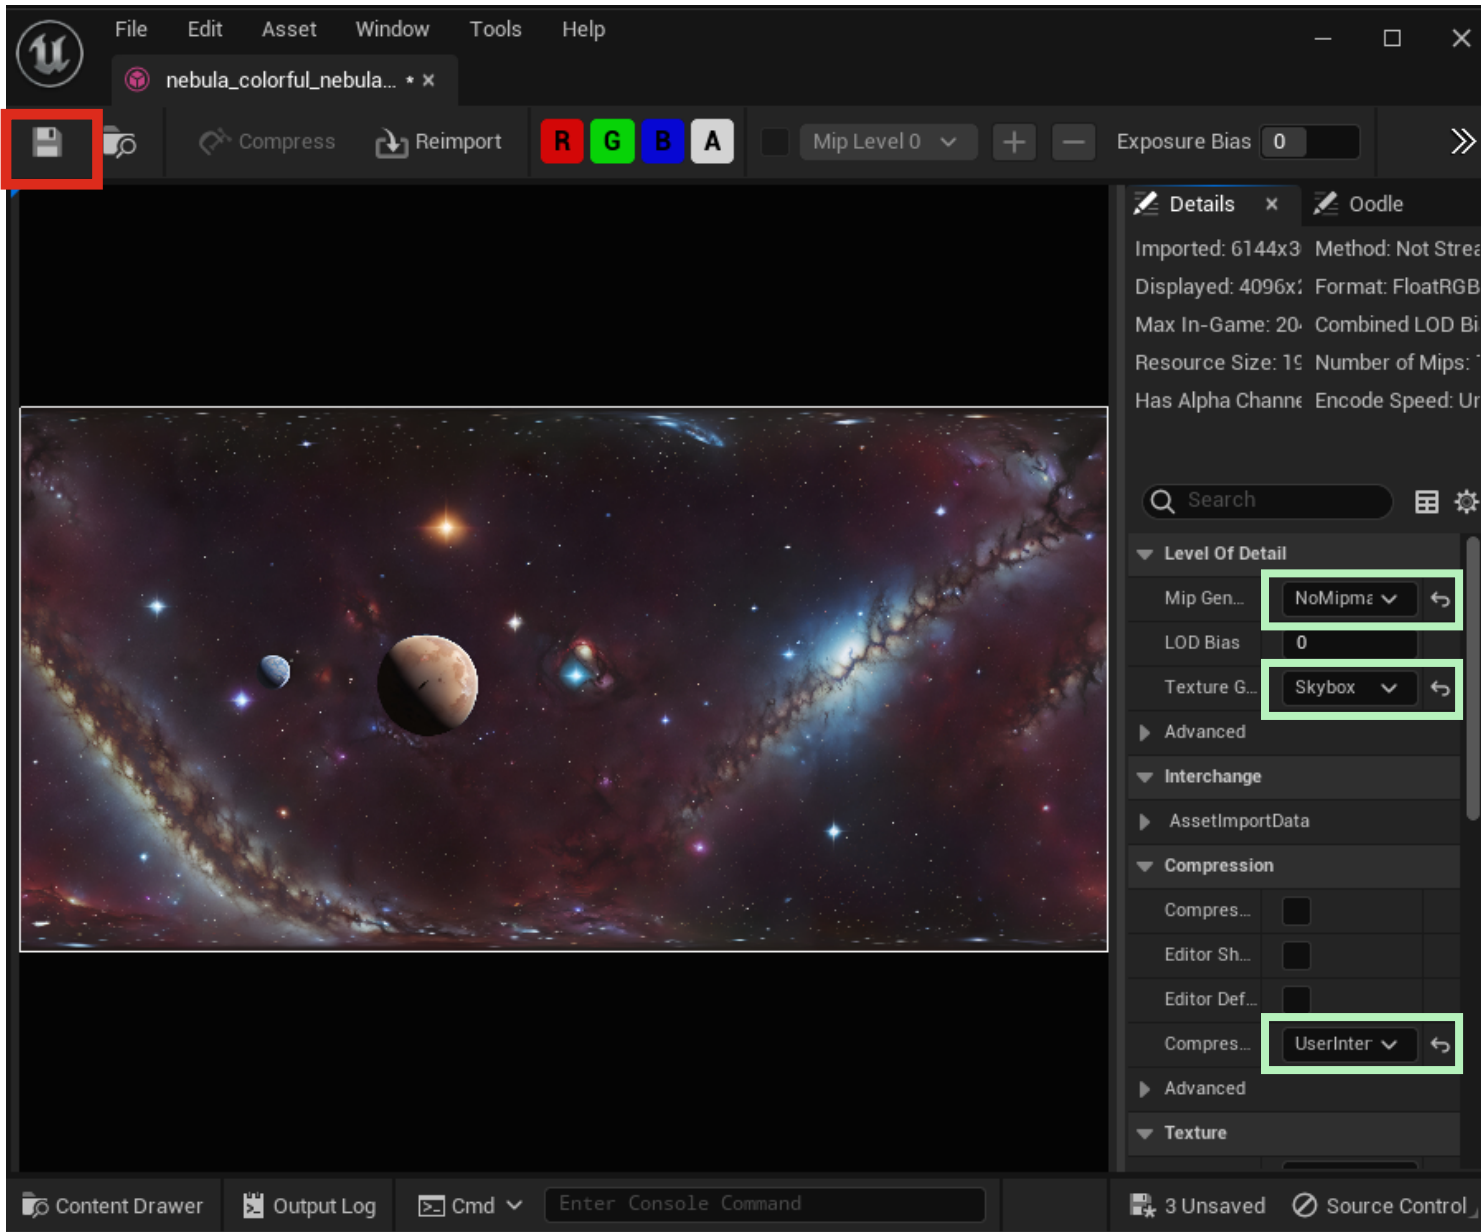 File Edit Asset Window Tools Help
nebula_colorful_nebula... •
Compress Reimport R G B A Mip Level 0 Exposure Bias 0
Details Oodle
Imported: 6144x3 Method: Not Strea
Displayed: 4096x2 Format: FloatRGB
Max In-Game: 204 Combined LOD Bi
Resource Size: 19 Number of Mips:
Has Alpha Channe Encode Speed: Un
Search
Level Of Detail
Mip Gen... NoMipma
LOD Bias 0
Texture G... Skybox
Advanced
Interchange
AssetImportData
Compression
Compres...
Editor Sh...
Editor Def...
Compres... UserInter
Advanced
Texture
Content Drawer Output Log Cmd Enter Console Command 3 Unsaved Source Control